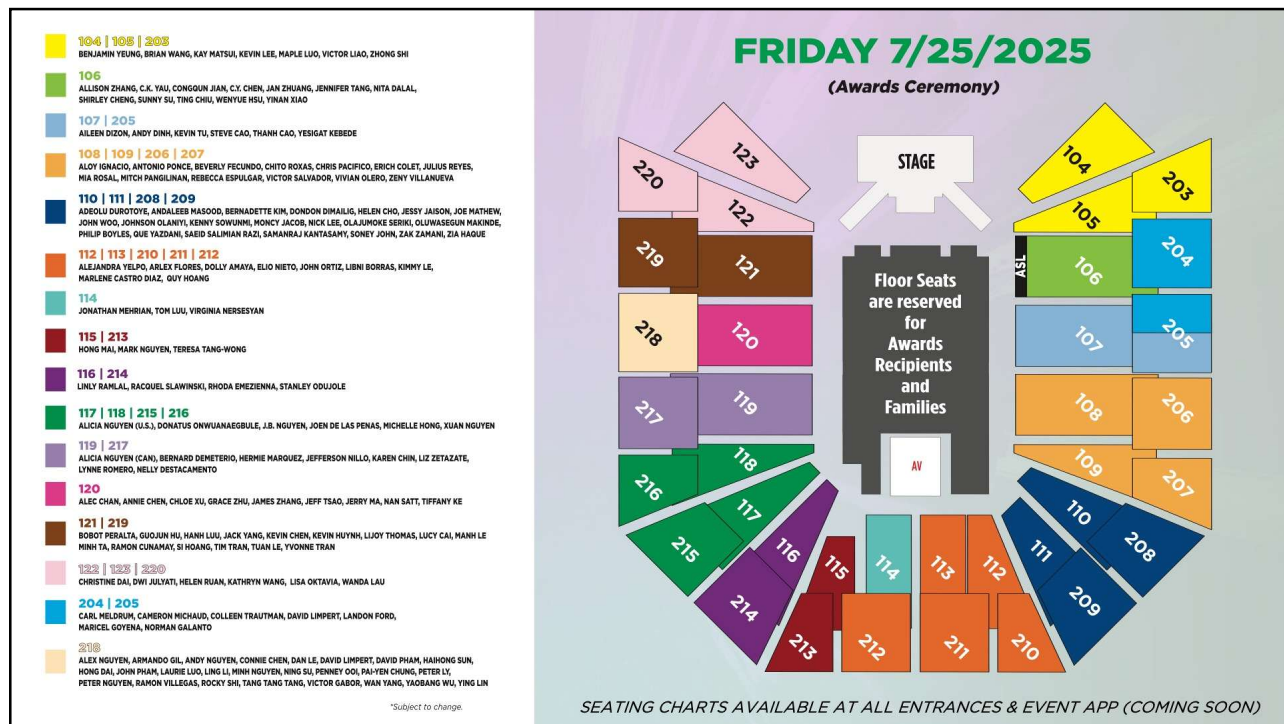 104 | 105 | 203
BENJAMIN YEUNG, BRIAN WANG, KAY MATSUI, KEVIN LEE, MAPLE LUO, VICTOR LIAO, ZHONG SHI
106
ALLISON ZHANG, C.K. YAU, CONGQUN JIAN, C.Y. CHEN, JAN ZHUANG, JENNIFER TANG, NITA DALAL,
SHIRLEY CHENG, SUNNY SU, TING CHIU, WENYUE HSU, YINAN XIAO
107 | 205
AILEEN DIZON, ANDY DINH, KEVIN TU, STEVE CAO, THANH CAO, YESIGAT KEBEDE
108 | 109 | 206 | 207
ALOY IGNACIO, ANTONIO PONCE, BEVERLY FECUNDO, CHITO ROXAS, CHRIS PACIFICO, ERICH COLET, JULIUS REYES,
MIA ROSAL, MITCH PANGILINAN, REBECCA ESPULGAR, VICTOR SALVADOR, VIVIAN OLERO, ZENY VILLANUEVA
110 | 111 | 208 | 209
ADEOLU DUROTOYE, ANDALEEB MASOOD, BERNADETTE KIM, DONDON DIMAILIG, HELEN CHO, JESSY JAISON, JOE MATHEW,
JOHN WOO, JOHNSON OLANIYI, KENNY SOWUNMI, MONCY JACOB, NICK LEE, OLAJUMOKE SERIKI, OLUWASEGUN MAKINDE,
PHILIP BOYLES, QUE YAZDANI, SAEID SALIMIAN RAZI, SAMANRAJ KANTASAMY, SONEY JOHN, ZAK ZAMANI, ZIA HAQUE
112 | 113 | 210 | 211 | 212
ALEJANDRA YELPO, ARLEX FLORES, DOLLY AMAYA, ELIO NIETO, JOHN ORTIZ, LIBNI BORRAS, KIMMY LE,
MARLENE CASTRO DIAZ, QUY HOANG
114
JONATHAN MEHRIAN, TOM LUU, VIRGINIA NERSESYAN
115 | 213
HONG MAI, MARK NGUYEN, TERESA TANG-WONG
116 | 214
LINLY RAMLAL, RACQUEL SLAWINSKI, RHODA EMEZIENNA, STANLEY ODUJOLE
117 | 118 | 215 | 216
ALICIA NGUYEN (U.S.), DONATUS ONWUANAEGBULE, J.B. NGUYEN, JOEN DE LAS PENAS, MICHELLE HONG, XUAN NGUYEN
119 | 217
ALICIA NGUYEN (CAN), BERNARD DEMETERIO, HERMIE MARQUEZ, JEFFERSON NILLO, KAREN CHIN, LIZ ZETAZATE,
LYNNE ROMERO, NELLY DESTACAMENTO
120
ALEC CHAN, ANNIE CHEN, CHLOE XU, GRACE ZHU, JAMES ZHANG, JEFF TSAO, JERRY MA, NAN SATT, TIFFANY KE
121 | 219
BOBOT PERALTA, GUOJUN HU, HANH LUU, JACK YANG, KEVIN CHEN, KEVIN HUYNH, LIJOY THOMAS, LUCY CAI, MANH LE
MINH TA, RAMON CUNAMAY, SI HOANG, TIM TRAN, TUAN LE, YVONNE TRAN
122 | 123 | 220
CHRISTINE DAI, DWI JULYATI, HELEN RUAN, KATHRYN WANG, LISA OKTAVIA, WANDA LAU
204 | 205
CARL MELDRUM, CAMERON MICHAUD, COLLEEN TRAUTMAN, DAVID LIMPERT, LANDON FORD,
MARICEL GOYENA, NORMAN GALANTO
218
ALEX NGUYEN, ARMANDO GIL, ANDY NGUYEN, CONNIE CHEN, DAN LE, DAVID LIMPERT, DAVID PHAM, HAIHONG SUN,
HONG DAI, JOHN PHAM, LAURIE LUO, LING LI, MINH NGUYEN, NING SU, PENNEY OOI, PAI-YEN CHUNG, PETER LY,
PETER NGUYEN, RAMON VILLEGAS, ROCKY SHI, TANG TANG TANG, VICTOR GABOR, WAN YANG, YAOBANG WU, YING LIN
*Subject to change.
FRIDAY 7/25/2025
(Awards Ceremony)
STAGE
123
220
122
219
121
218
120
217
119
118
216
117
215
116
214
115
213
114
212
113
211
112
210
111
209
110
208
109
207
108
206
107
205
ASL
106
204
105
203
104
Floor Seats
are reserved
for
Awards
Recipients
and
Families
AV
SEATING CHARTS AVAILABLE AT ALL ENTRANCES & EVENT APP (COMING SOON)